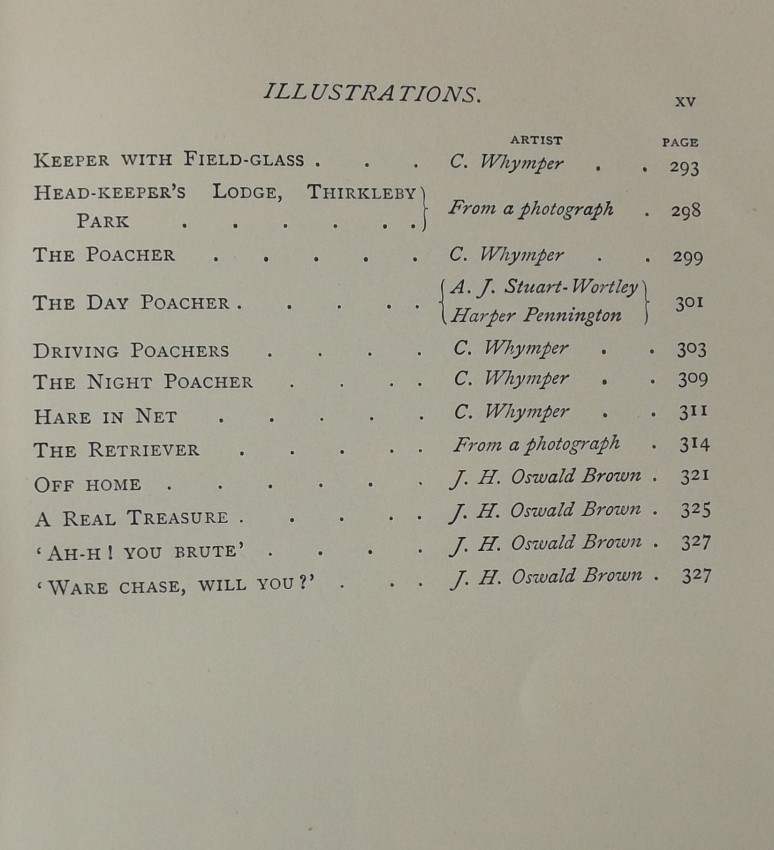 ILLUSTRATIONS. xv
ARTIST PAGE
KEEPER WITH FIELD-GLASS . . . C. Whymper . . 293
HEAD-KEEPER'S LODGE, THIRKLEBY
PARK . . . . . . From a photograph . 298
THE POACHER . . . . . C. Whymper . . 299
THE DAY POACHER . . . . . A. J. Stuart-Wortley
Harper Pennington 301
DRIVING POACHERS . . . . C. Whymper . . 303
THE NIGHT POACHER . . . . C. Whymper . . 309
HARE IN NET . . . . . C. Whymper . . 311
THE RETRIEVER . . . . . From a photograph . 314
OFF HOME . . . . . . J. H. Oswald Brown . 321
A REAL TREASURE . . . . . J. H. Oswald Brown . 325
‘AH-H! YOU BRUTE’ . . . . J. H. Oswald Brown . 327
‘WARE CHASE, WILL YOU?’ . . . J. H. Oswald Brown . 327